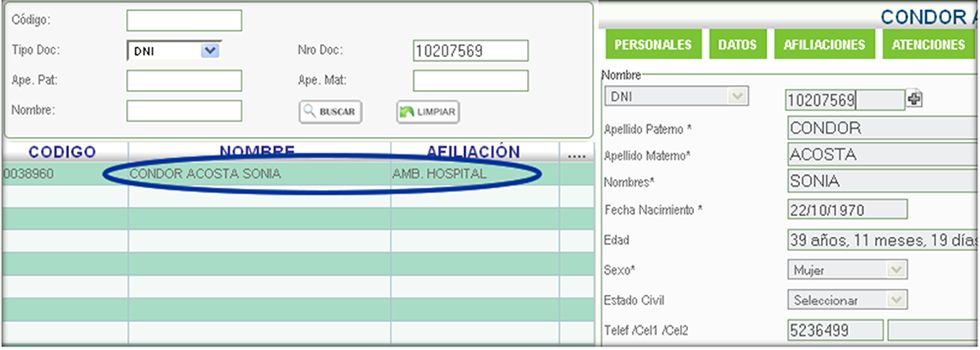 Código:
Tipo Doc: DNI Nro Doc: 10207569
Ape. Pat: Ape. Mat:
Nombre: BUSCAR LIMPIAR
CODIGO NOMBRE AFILIACIÓN ....
0038960 CONDOR ACOSTA SONIA AMB. HOSPITAL
CONDOR A
PERSONALES DATOS AFILIACIONES ATENCIONES
Nombre
DNI 10207569
Apellido Paterno * CONDOR
Apellido Materno* ACOSTA
Nombres* SONIA
Fecha Nacimiento * 22/10/1970
Edad 39 años, 11 meses, 19 días
Sexo* Mujer
Estado Civil Seleccionar
Telef /Cel1 /Cel2 5236499